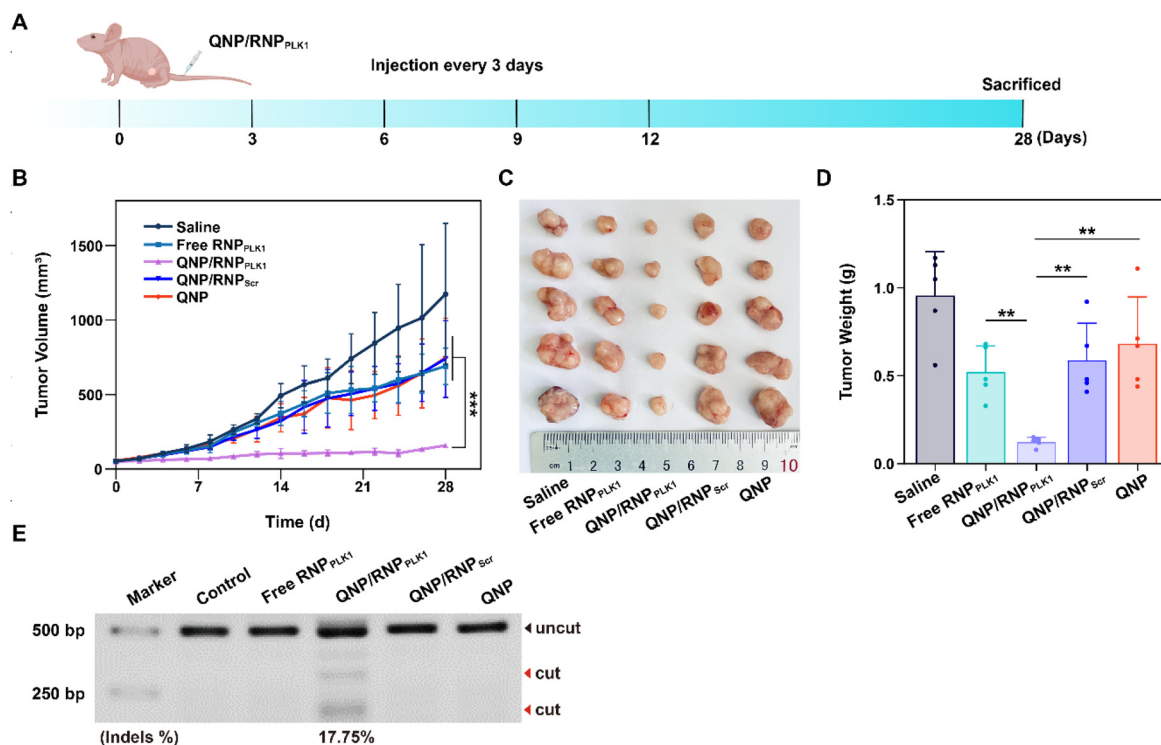 A
QNP/RNPPLK1
Injection every 3 days
Sacrificed
0 3 6 9 12 28 (Days)
B
Saline
Free RNPPLK1
QNP/RNPPLK1
QNP/RNPScr
QNP
Tumor Volume (mm³)
1500
1000
500
0
0 7 14 21 28
Time (d)
***
C
cm 1 2 3 4 5 6 7 8 9 10
Saline
Free RNPPLK1
QNP/RNPPLK1
QNP/RNPScr
QNP
D
Tumor Weight (g)
1.5
1.0
0.5
0.0
**
**
**
Saline
Free RNPPLK1
QNP/RNPPLK1
QNP/RNPScr
QNP
E
Marker
Control
Free RNPPLK1
QNP/RNPPLK1
QNP/RNPScr
QNP
500 bp
uncut
cut
250 bp
cut
(Indels %) 17.75%